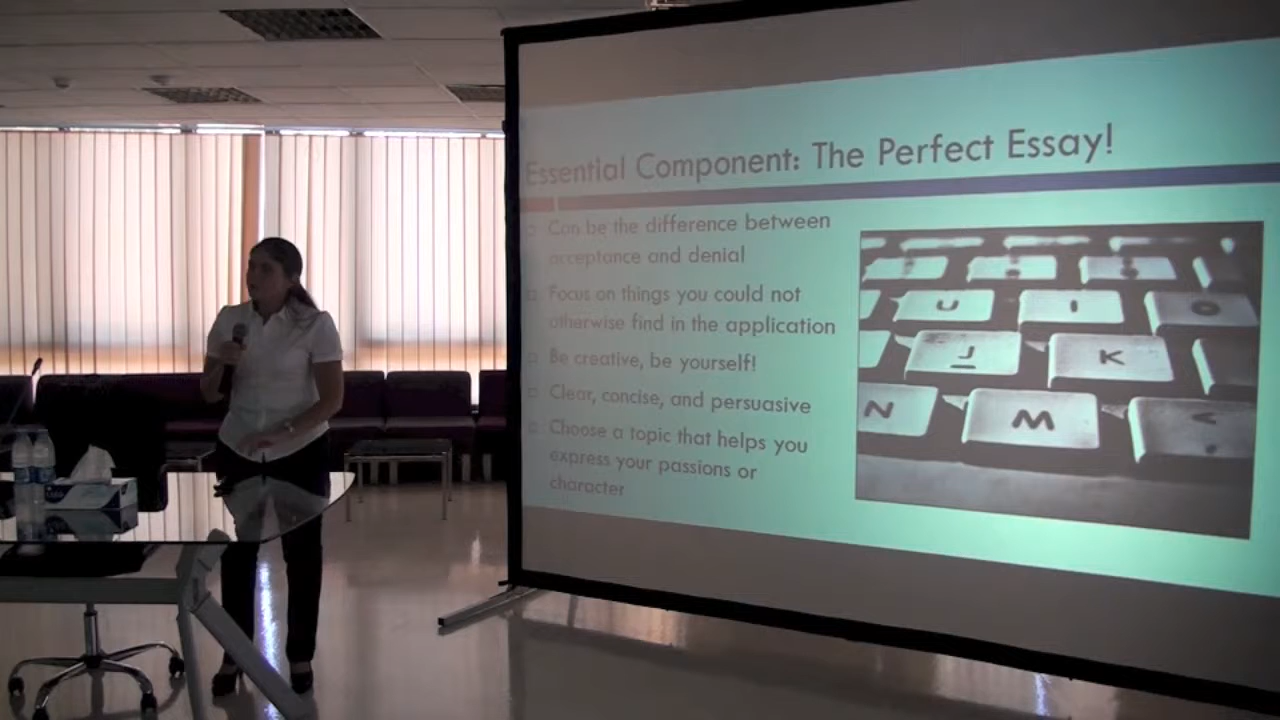 Essential Component: The Perfect Essay!
Can be the difference between
acceptance and denial
Focus on things you could not
otherwise find in the application
Be creative, be yourself!
Clear, concise, and persuasive
Choose a topic that helps you
express your passions or
character
U I O
J K
N M <